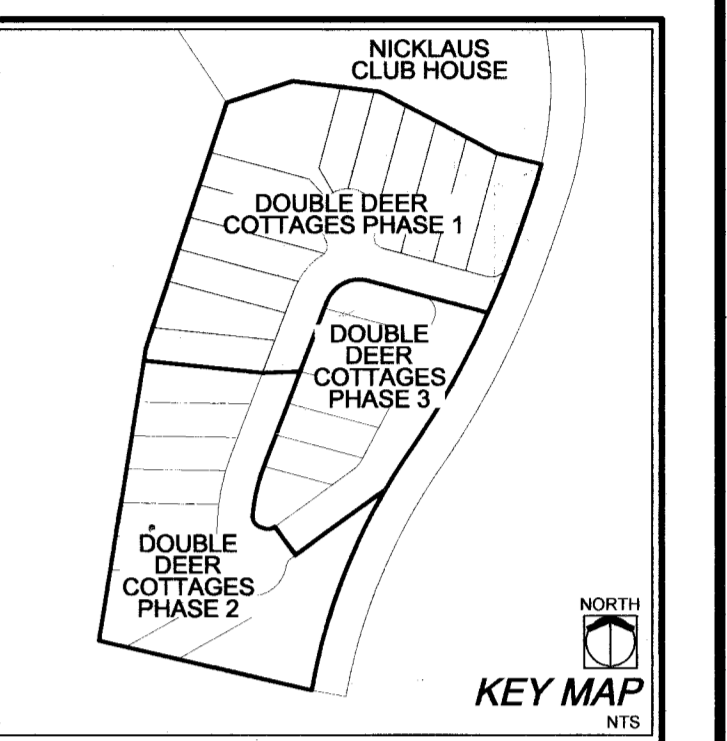 NICKLAUS
CLUB HOUSE
DOUBLE DEER
COTTAGES PHASE 1
DOUBLE
DEER
COTTAGES
PHASE 3
DOUBLE
DEER
COTTAGES
PHASE 2
NORTH
KEY MAP
NTS